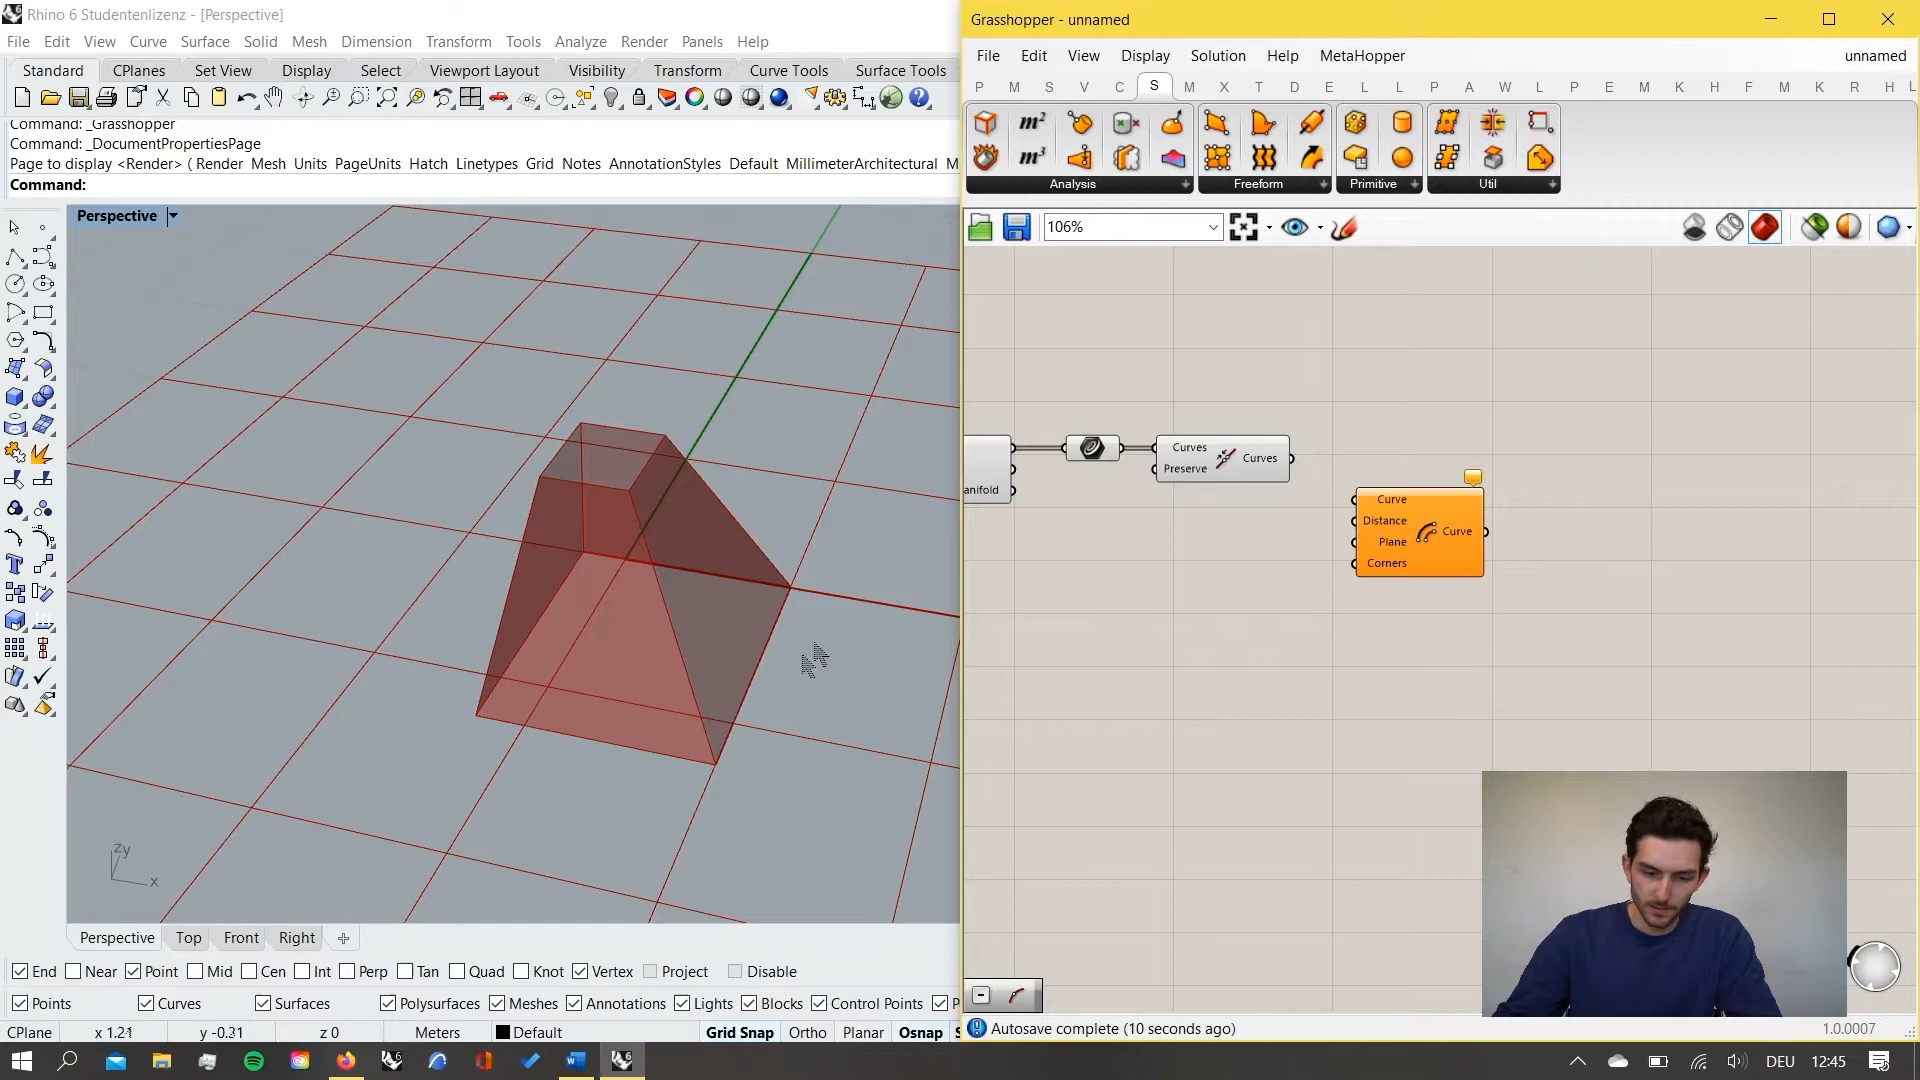 Rhino 6 Studentenlizenz - [Perspective]
File Edit View Curve Surface Solid Mesh Dimension Transform Tools Analyze Render Panels Help
Standard CPlanes Set View Display Select Viewport Layout Visibility Transform Curve Tools Surface Tools
Command: _Grasshopper
Command: _DocumentPropertiesPage
Page to display <Render> ( Render Mesh Units PageUnits Hatch Linetypes Grid Notes AnnotationStyles Default MillimeterArchitectural M
Command:
Perspective
zy
x
Perspective Top Front Right
End Near Point Mid Cen Int Perp Tan Quad Knot Vertex Project Disable
Points Curves Surfaces Polysurfaces Meshes Annotations Lights Blocks Control Points P
CPlane x 1.21 y -0.31 z 0 Meters Default Grid Snap Ortho Planar Osnap S
Grasshopper - unnamed
File Edit View Display Solution Help MetaHopper unnamed
P M S V C S M X T D E L L P A W L P E M K H F M K R H L
m²
m³
Analysis Freeform Primitive Util
106%
anifold
Curves
Preserve
Curves
Curve
Distance
Plane
Corners
Curve
Autosave complete (10 seconds ago) 1.0.0007
DEU 12:45